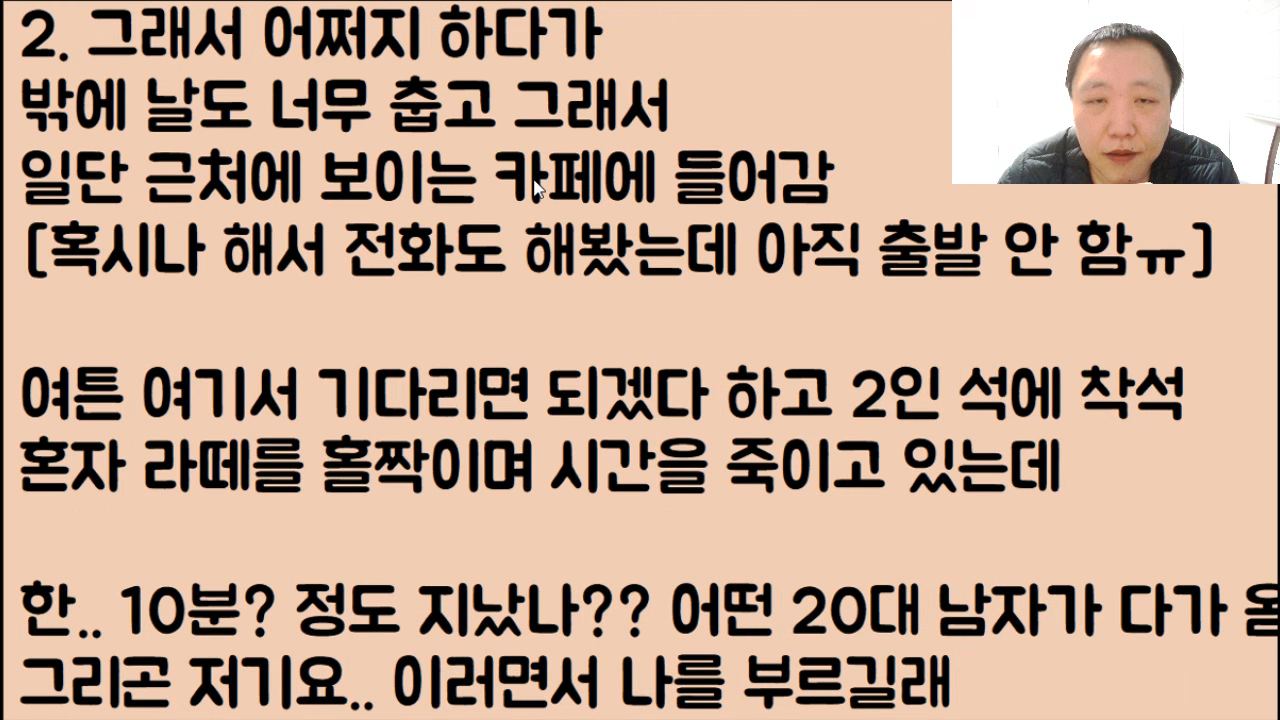 2. 그래서 어쩌지 하다가
밖에 날도 너무 춥고 그래서
일단 근처에 보이는 카페에 들어감
[혹시나 해서 전화도 해봤는데 아직 출발 안 함ㅠ]
여튼 여기서 기다리면 되겠다 하고 2인 석에 착석
혼자 라떼를 홀짝이며 시간을 죽이고 있는데
한.. 10분? 정도 지났나?? 어떤 20대 남자가 다가
그리곤 저기요.. 이러면서 나를 부르길래